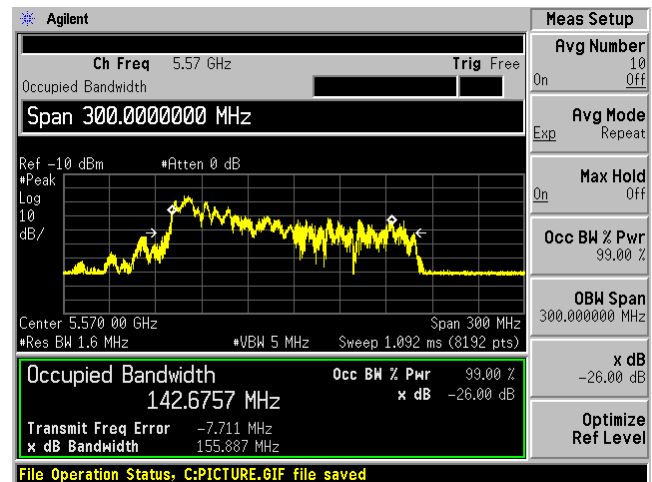 Agilent
Meas Setup
Ch Freq 5.57 GHz Trig Free
Occupied Bandwidth
Span 300.0000000 MHz
Ref -10 dBm #Atten 0 dB
#Peak
Log
10
dB/
Center 5.570 00 GHz Span 300 MHz
#Res BW 1.6 MHz #VBW 5 MHz Sweep 1.092 ms (8192 pts)
Occupied Bandwidth Occ BW % Pwr 99.00 %
142.6757 MHz x dB -26.00 dB
Transmit Freq Error -7.711 MHz
x dB Bandwidth 155.887 MHz
File Operation Status, C:PICTURE.GIF file saved
Avg Number
10
On Off
Avg Mode
Exp Repeat
Max Hold
On Off
Occ BW % Pwr
99.00 %
OBW Span
300.000000 MHz
x dB
-26.00 dB
Optimize
Ref Level